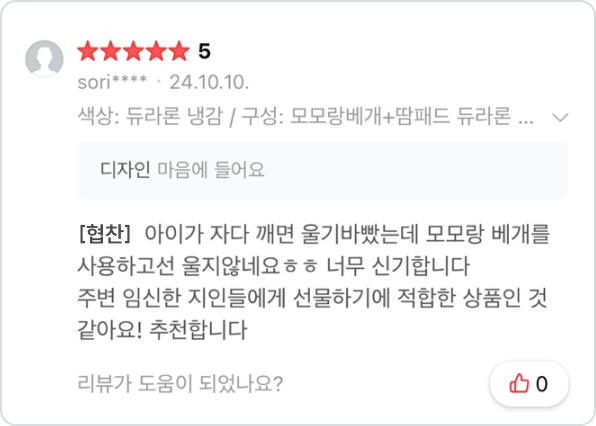 5
sori**** · 24.10.10.
색상: 듀라론 냉감 / 구성: 모모랑베개+땀패드 듀라론 ...
디자인 마음에 들어요
[협찬] 아이가 자다 깨면 울기바빴는데 모모랑 베개를
사용하고선 울지않네요ㅎㅎ 너무 신기합니다
주변 임신한 지인들에게 선물하기에 적합한 상품인 것
같아요! 추천합니다
리뷰가 도움이 되었나요?
0